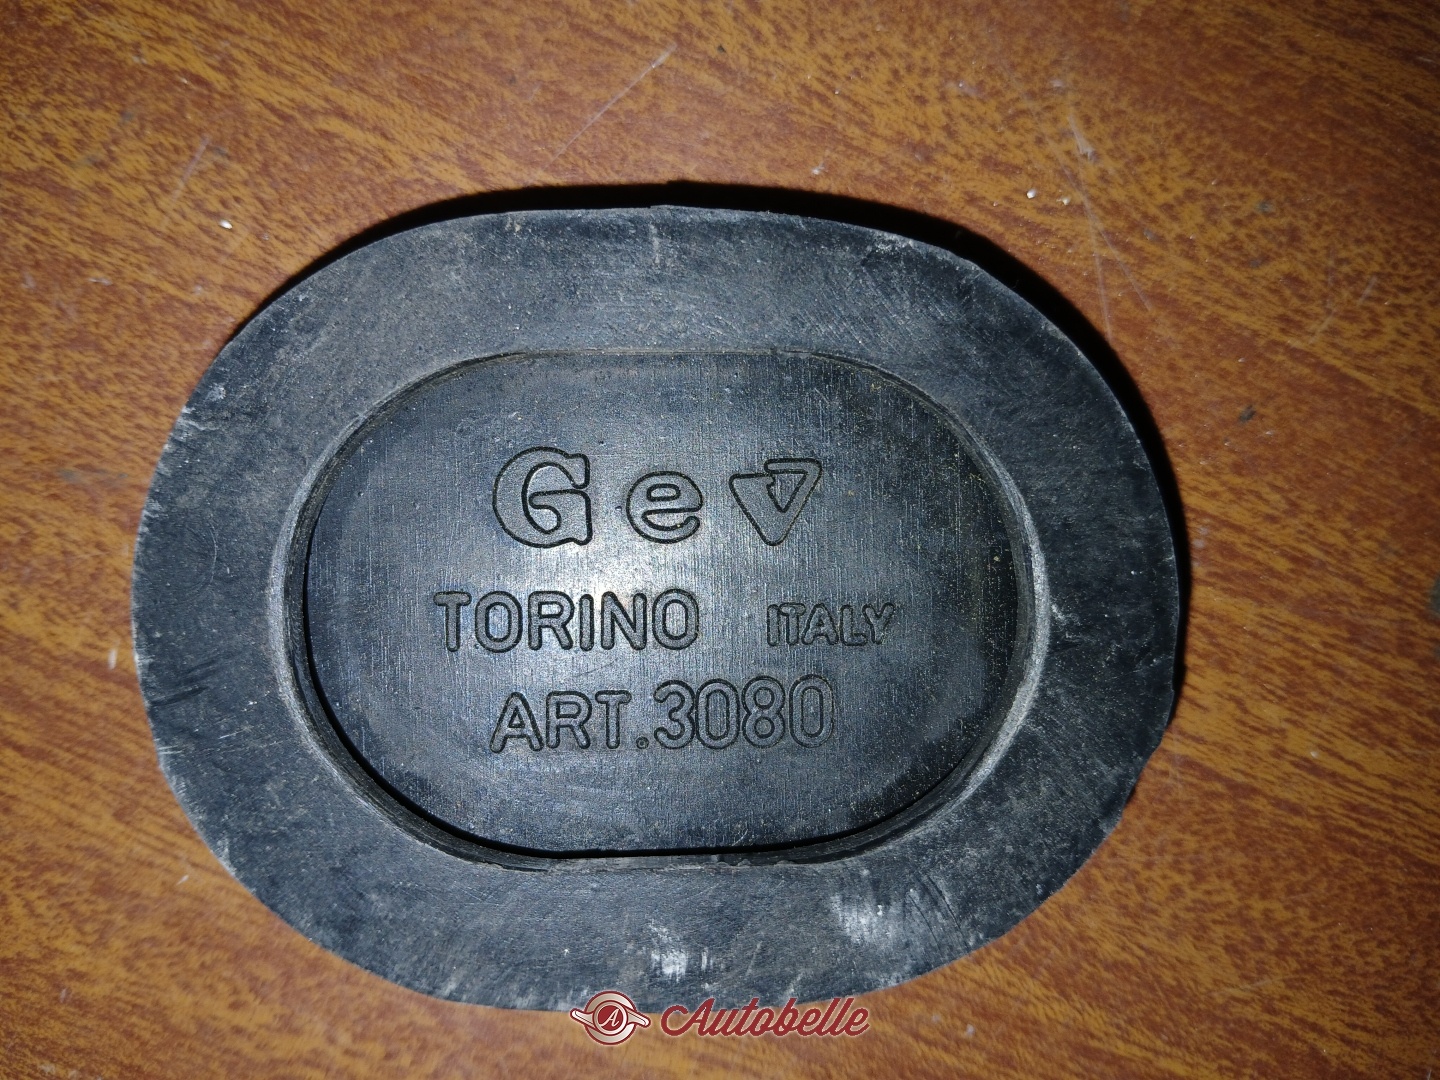 Gev
TORINO ITALY
ART.3080
A Autobelle